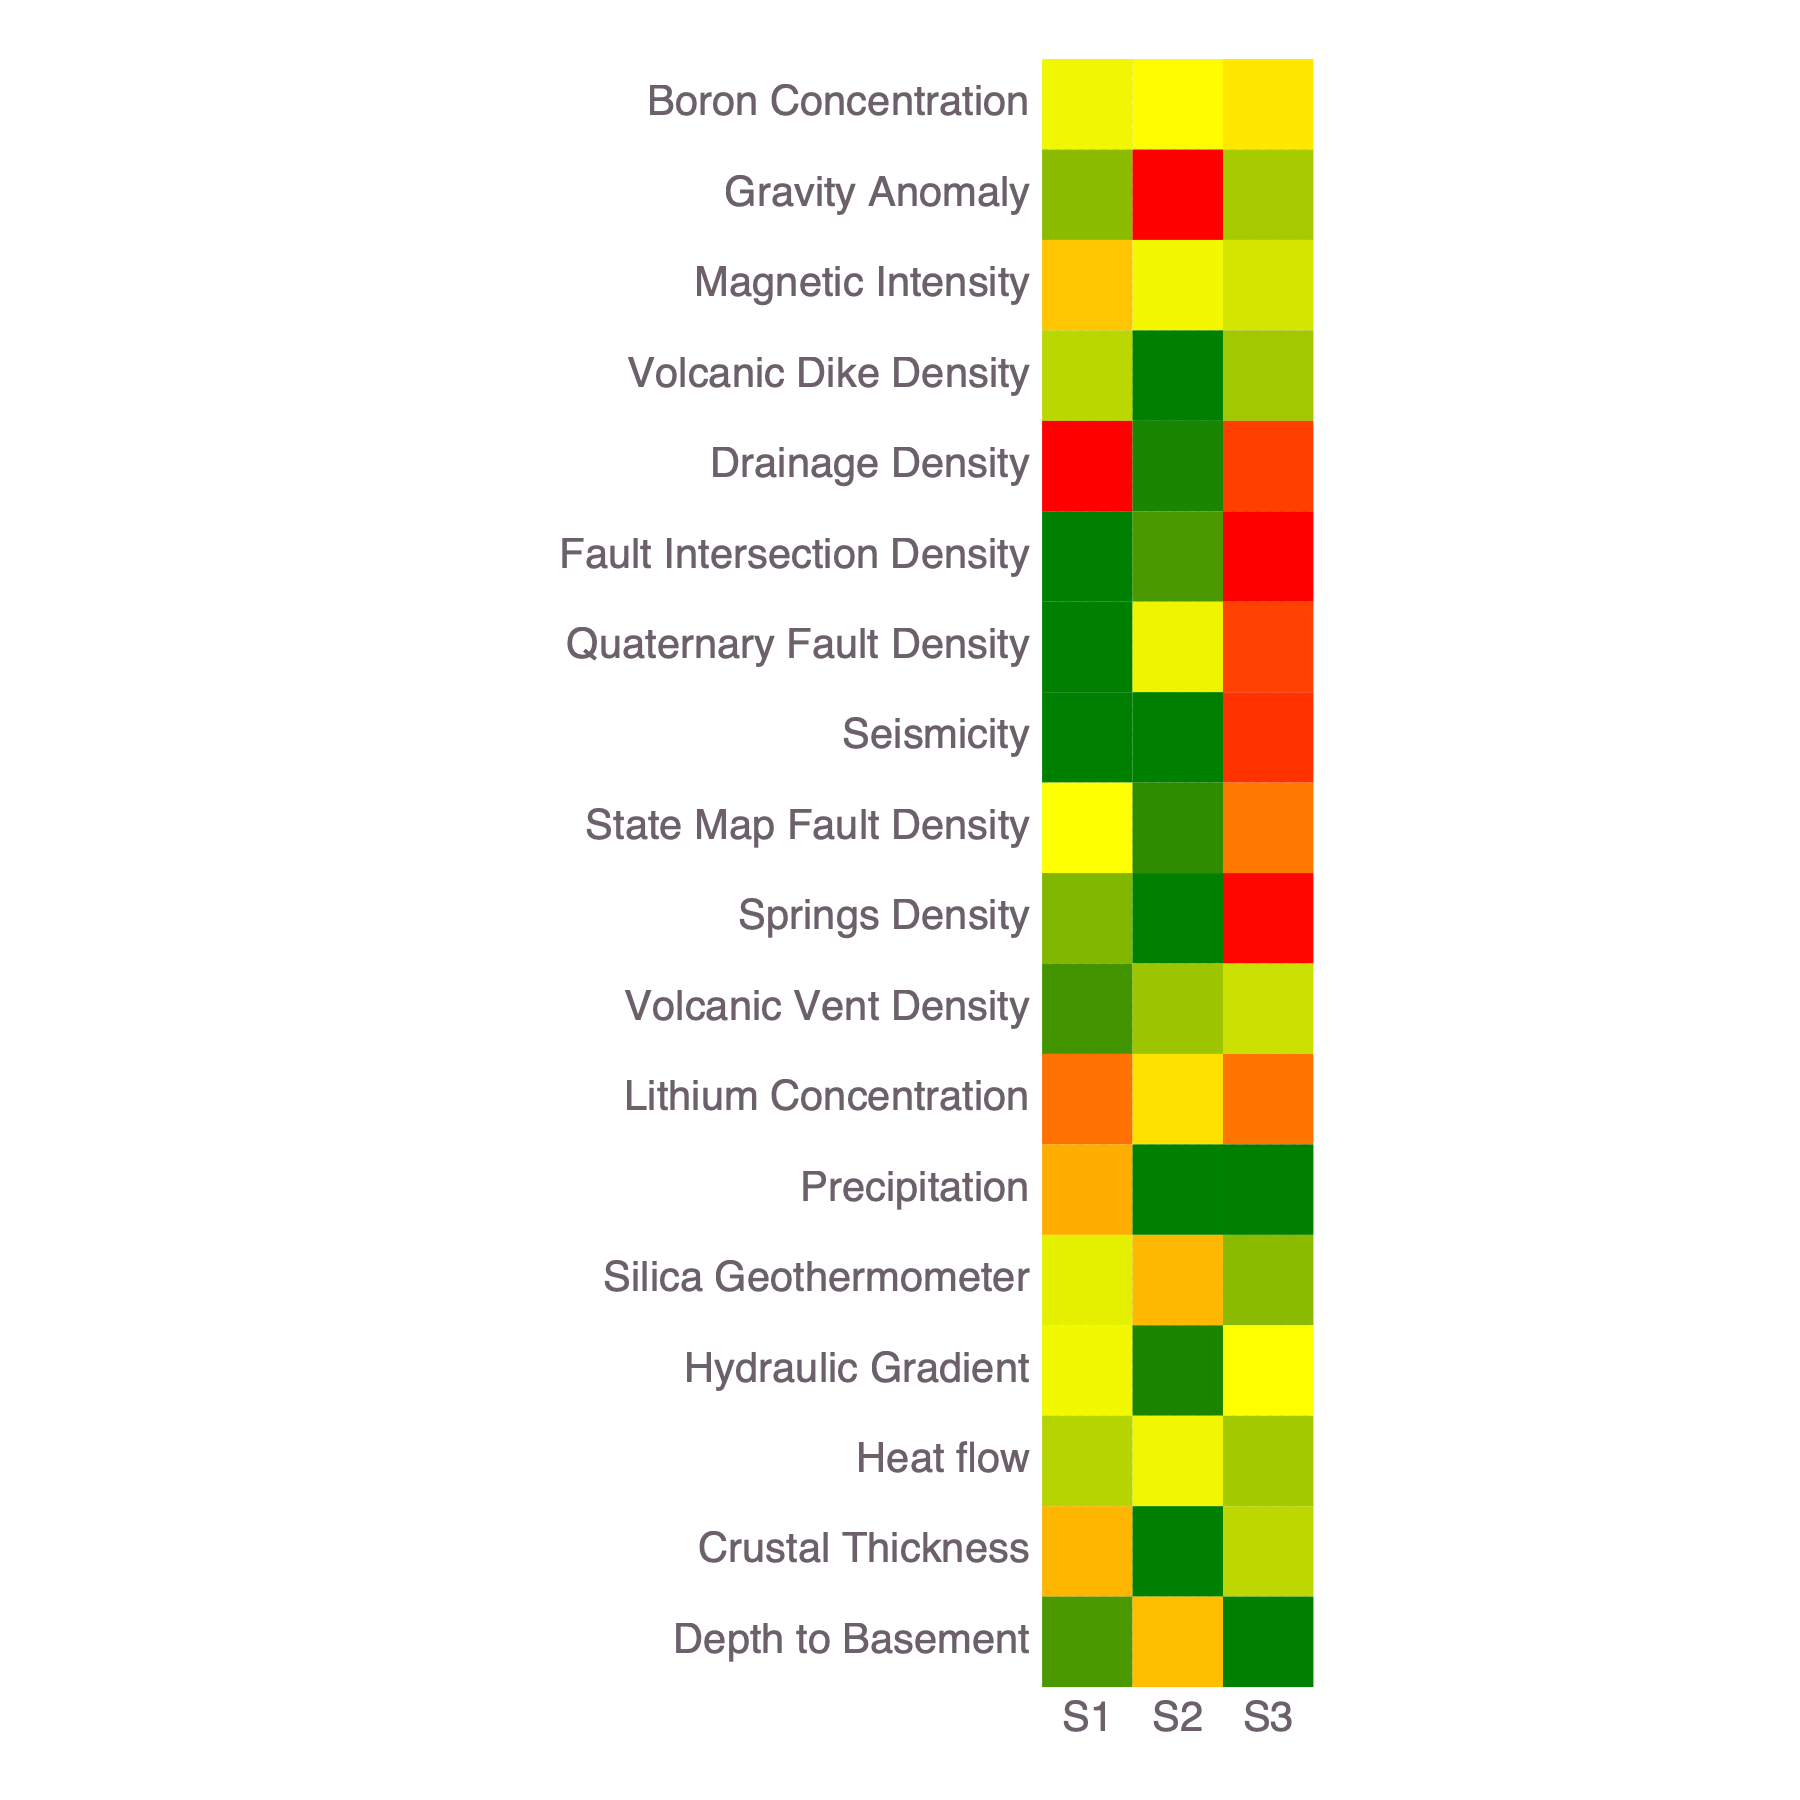 Boron Concentration
Gravity Anomaly
Magnetic Intensity
Volcanic Dike Density
Drainage Density
Fault Intersection Density
Quaternary Fault Density
Seismicity
State Map Fault Density
Springs Density
Volcanic Vent Density
Lithium Concentration
Precipitation
Silica Geothermometer
Hydraulic Gradient
Heat flow
Crustal Thickness
Depth to Basement
S1 S2 S3